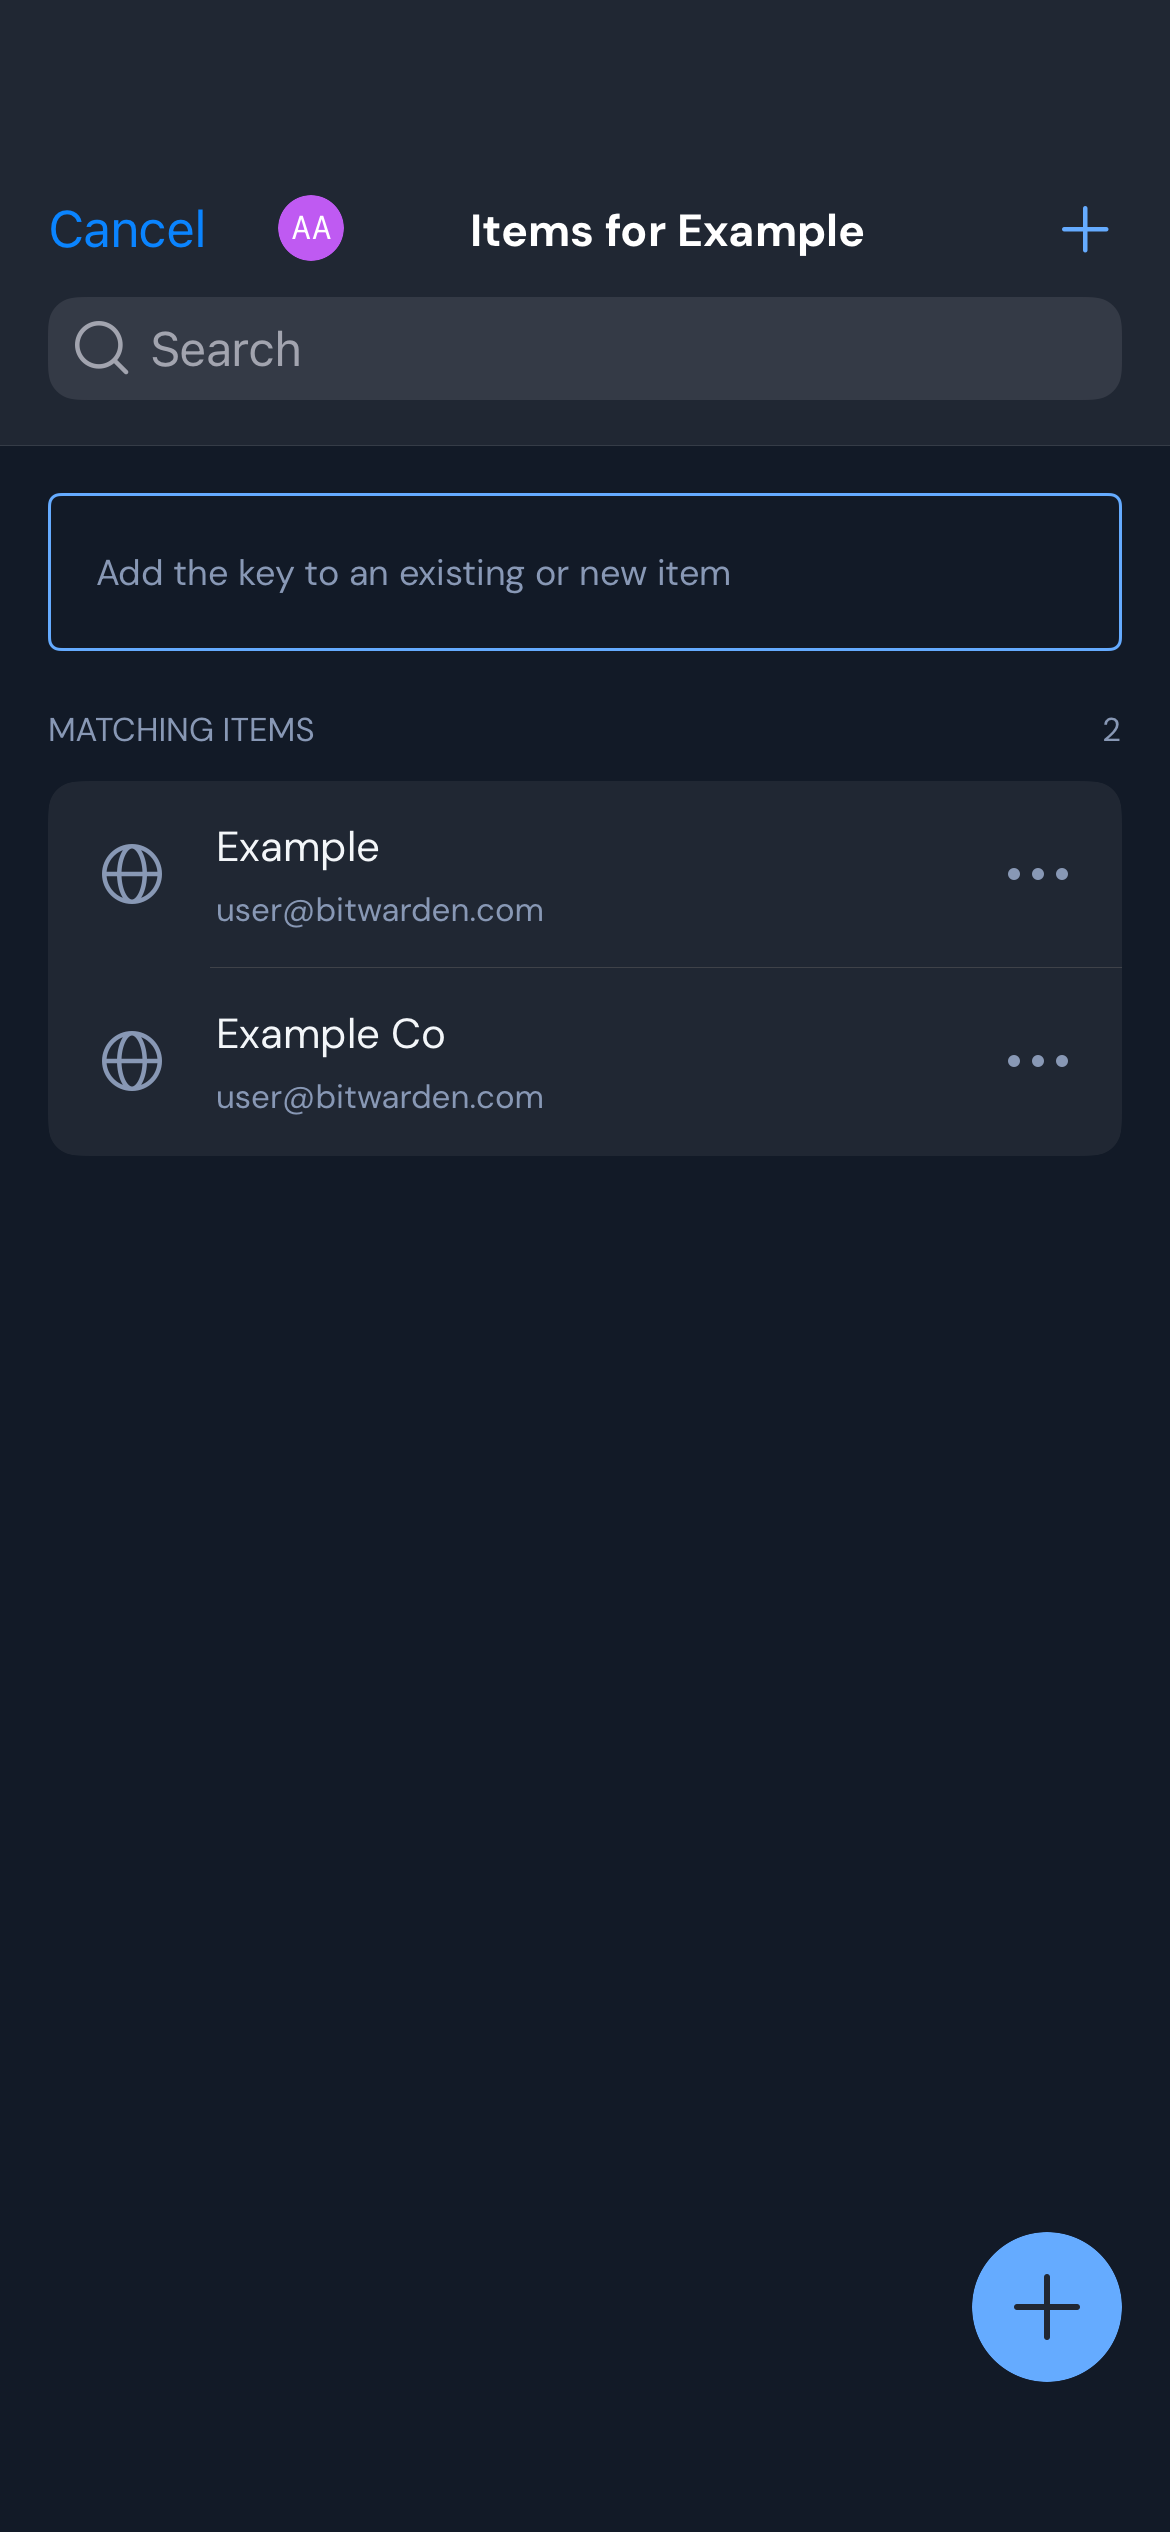 Cancel
AA
Items for Example
Search
Add the key to an existing or new item
MATCHING ITEMS 2
Example
user@bitwarden.com
Example Co
user@bitwarden.com